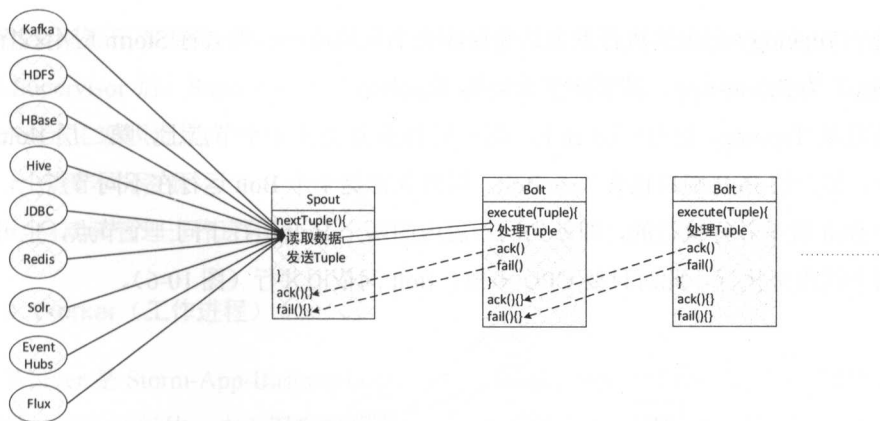 Kafka
HDFS
HBase
Hive
JDBC
Redis
Solr
Event
Hubs
Flux
Spout
nextTuple(){
读取数据
发送Tuple
}
ack(){}
fail(){}
Bolt
execute(Tuple){
处理Tuple
ack()
fail()
}
ack(){}
fail(){}
Bolt
execute(Tuple){
处理Tuple
ack()
fail()
}
ack(){}
fail(){}